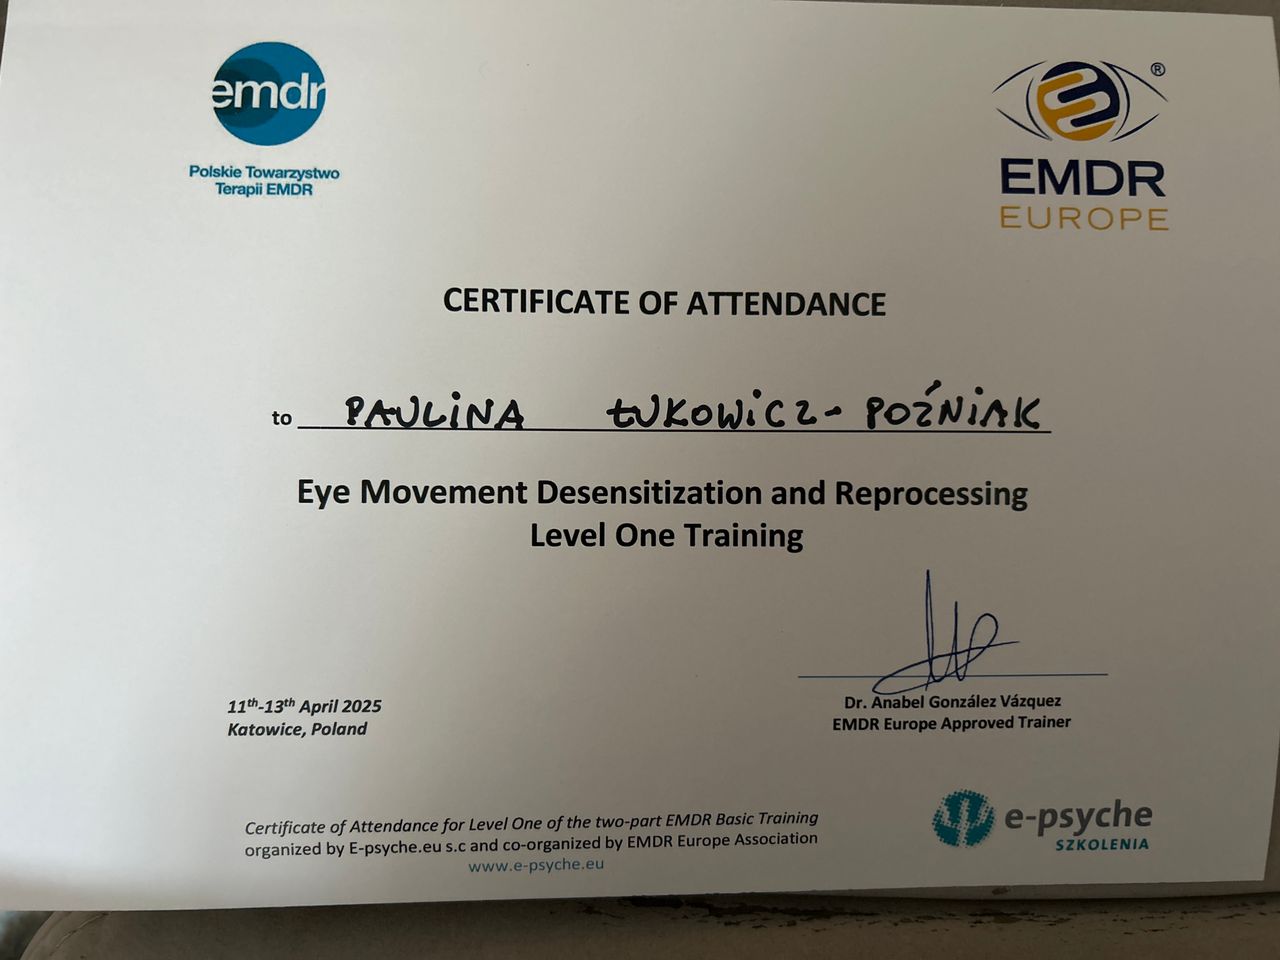 emdr
Polskie Towarzystwo
Terapii EMDR
®
EMDR
EUROPE
CERTIFICATE OF ATTENDANCE
to PAULINA ŁUKOWICZ-POŹNIAK
Eye Movement Desensitization and Reprocessing
Level One Training
11th-13th April 2025
Katowice, Poland
Dr. Anabel González Vázquez
EMDR Europe Approved Trainer
Certificate of Attendance for Level One of the two-part EMDR Basic Training
organized by E-psyche.eu s.c and co-organized by EMDR Europe Association
www.e-psyche.eu
e-psyche
SZKOLENIA